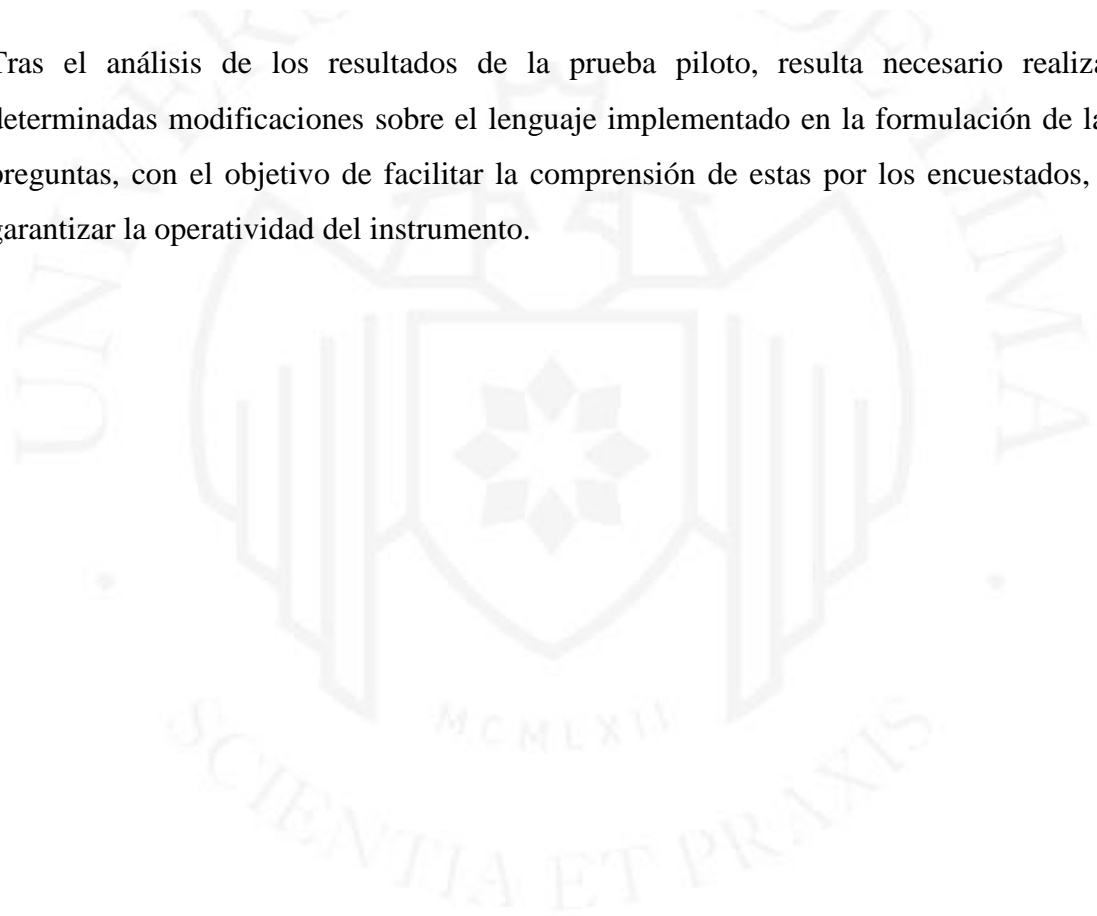 Tras el análisis de los resultados de la prueba piloto, resulta necesario realiza
determinadas modificaciones sobre el lenguaje implementado en la formulación de la
preguntas, con el objetivo de facilitar la comprensión de estas por los encuestados,
garantizar la operatividad del instrumento.
MCMLXII
SCIENTIA ET PRAXIS